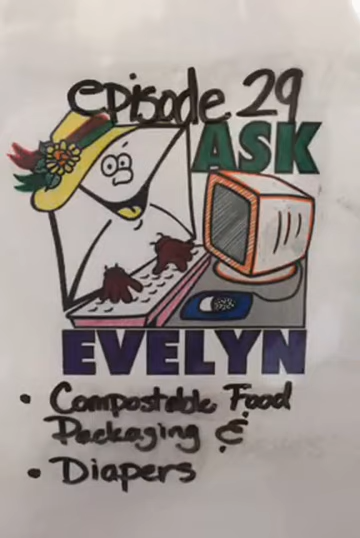 episode 29
ASK
EVELYN
• Compostable Food
Packaging &
• Diapers